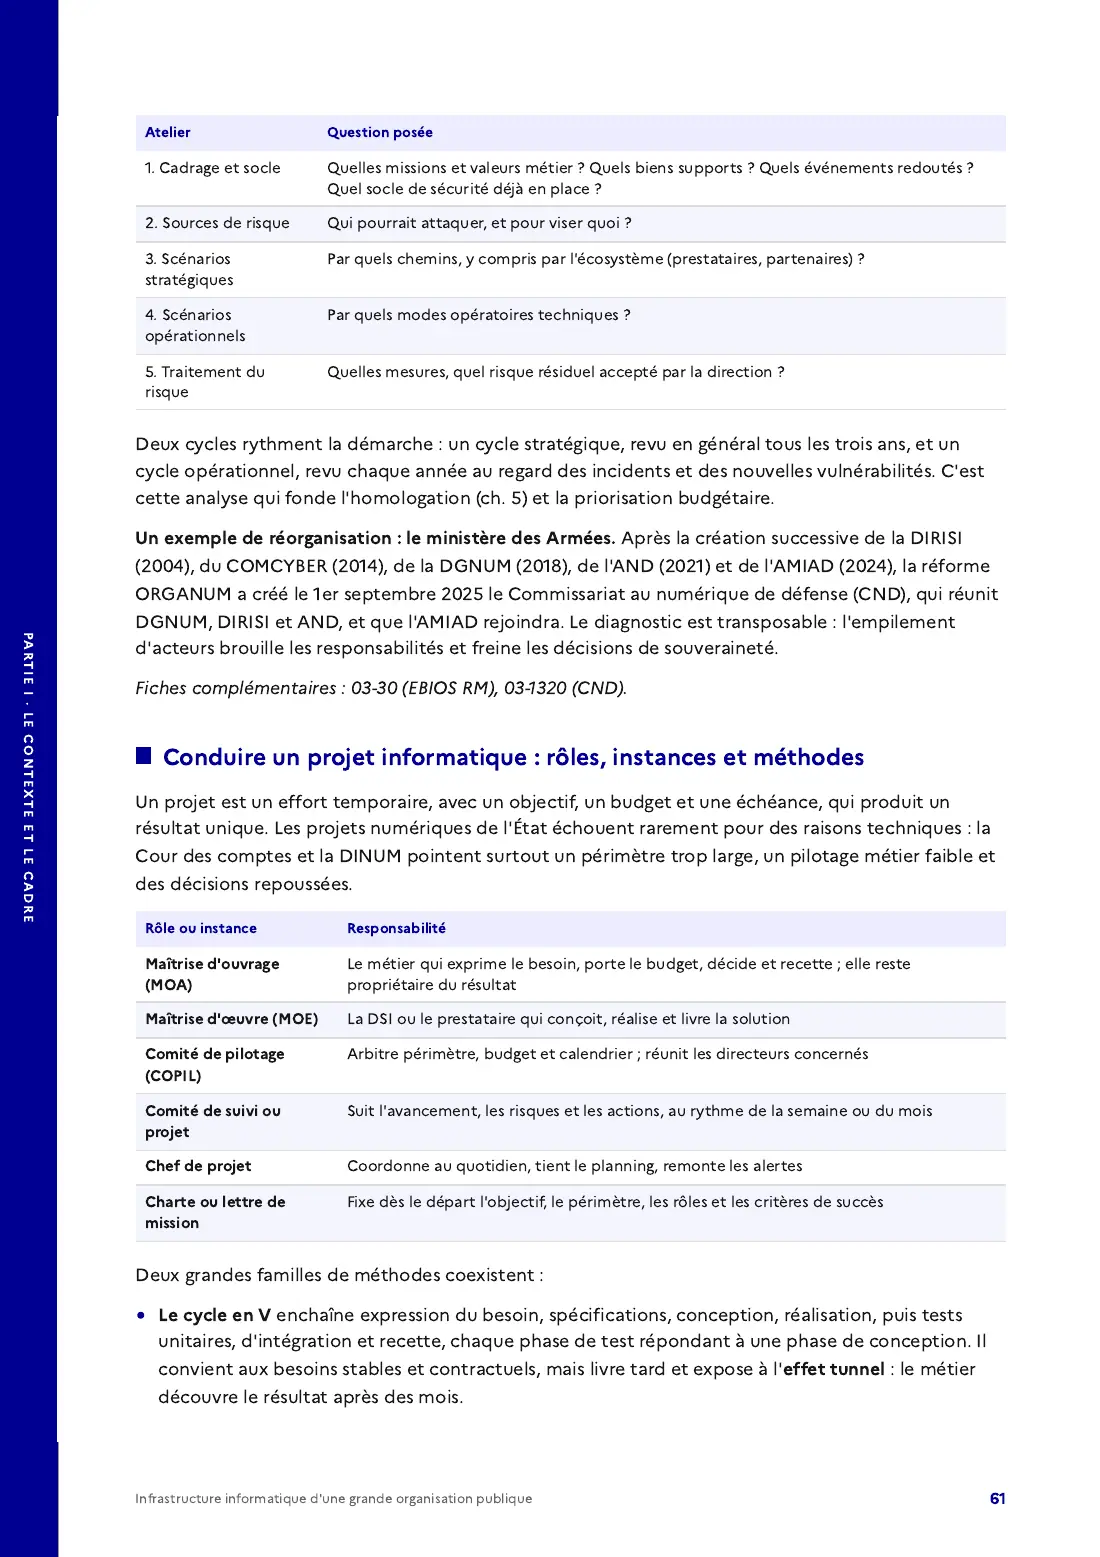 Atelier Question posée
1. Cadrage et socle Quelles missions et valeurs métier ? Quels biens supports ? Quels événements redoutés ?
Quel socle de sécurité déjà en place ?
2. Sources de risque Qui pourrait attaquer, et pour viser quoi ?
3. Scénarios Par quels chemins, y compris par l'écosystème (prestataires, partenaires) ?
stratégiques
4. Scénarios Par quels modes opératoires techniques ?
opérationnels
5. Traitement du Quelles mesures, quel risque résiduel accepté par la direction ?
risque
Deux cycles rythment la démarche : un cycle stratégique, revu en général tous les trois ans, et un
cycle opérationnel, revu chaque année au regard des incidents et des nouvelles vulnérabilités. C'est
cette analyse qui fonde l'homologation (ch. 5) et la priorisation budgétaire.
Un exemple de réorganisation : le ministère des Armées. Après la création successive de la DIRISI
(2004), du COMCYBER (2014), de la DGNUM (2018), de l'AND (2021) et de l'AMIAD (2024), la réforme
ORGANUM a créé le 1er septembre 2025 le Commissariat au numérique de défense (CND), qui réunit
DGNUM, DIRISI et AND, et que l'AMIAD rejoindra. Le diagnostic est transposable : l'empilement
d'acteurs brouille les responsabilités et freine les décisions de souveraineté.
Fiches complémentaires : 03-30 (EBIOS RM), 03-1320 (CND).
Conduire un projet informatique : rôles, instances et méthodes
Un projet est un effort temporaire, avec un objectif, un budget et une échéance, qui produit un
résultat unique. Les projets numériques de l'État échouent rarement pour des raisons techniques : la
Cour des comptes et la DINUM pointent surtout un périmètre trop large, un pilotage métier faible et
des décisions repoussées.
Rôle ou instance Responsabilité
Maîtrise d'ouvrage Le métier qui exprime le besoin, porte le budget, décide et recette ; elle reste
(MOA) propriétaire du résultat
Maîtrise d'œuvre (MOE) La DSI ou le prestataire qui conçoit, réalise et livre la solution
Comité de pilotage Arbitre périmètre, budget et calendrier ; réunit les directeurs concernés
(COPIL)
Comité de suivi ou Suit l'avancement, les risques et les actions, au rythme de la semaine ou du mois
projet
Chef de projet Coordonne au quotidien, tient le planning, remonte les alertes
Charte ou lettre de Fixe dès le départ l'objectif, le périmètre, les rôles et les critères de succès
mission
Deux grandes familles de méthodes coexistent :
• Le cycle en V enchaîne expression du besoin, spécifications, conception, réalisation, puis tests
unitaires, d'intégration et recette, chaque phase de test répondant à une phase de conception. Il
convient aux besoins stables et contractuels, mais livre tard et expose à l'effet tunnel : le métier
découvre le résultat après des mois.
Infrastructure informatique d'une grande organisation publique 61
PARTIE I · LE CONTEXTE ET LE CADRE